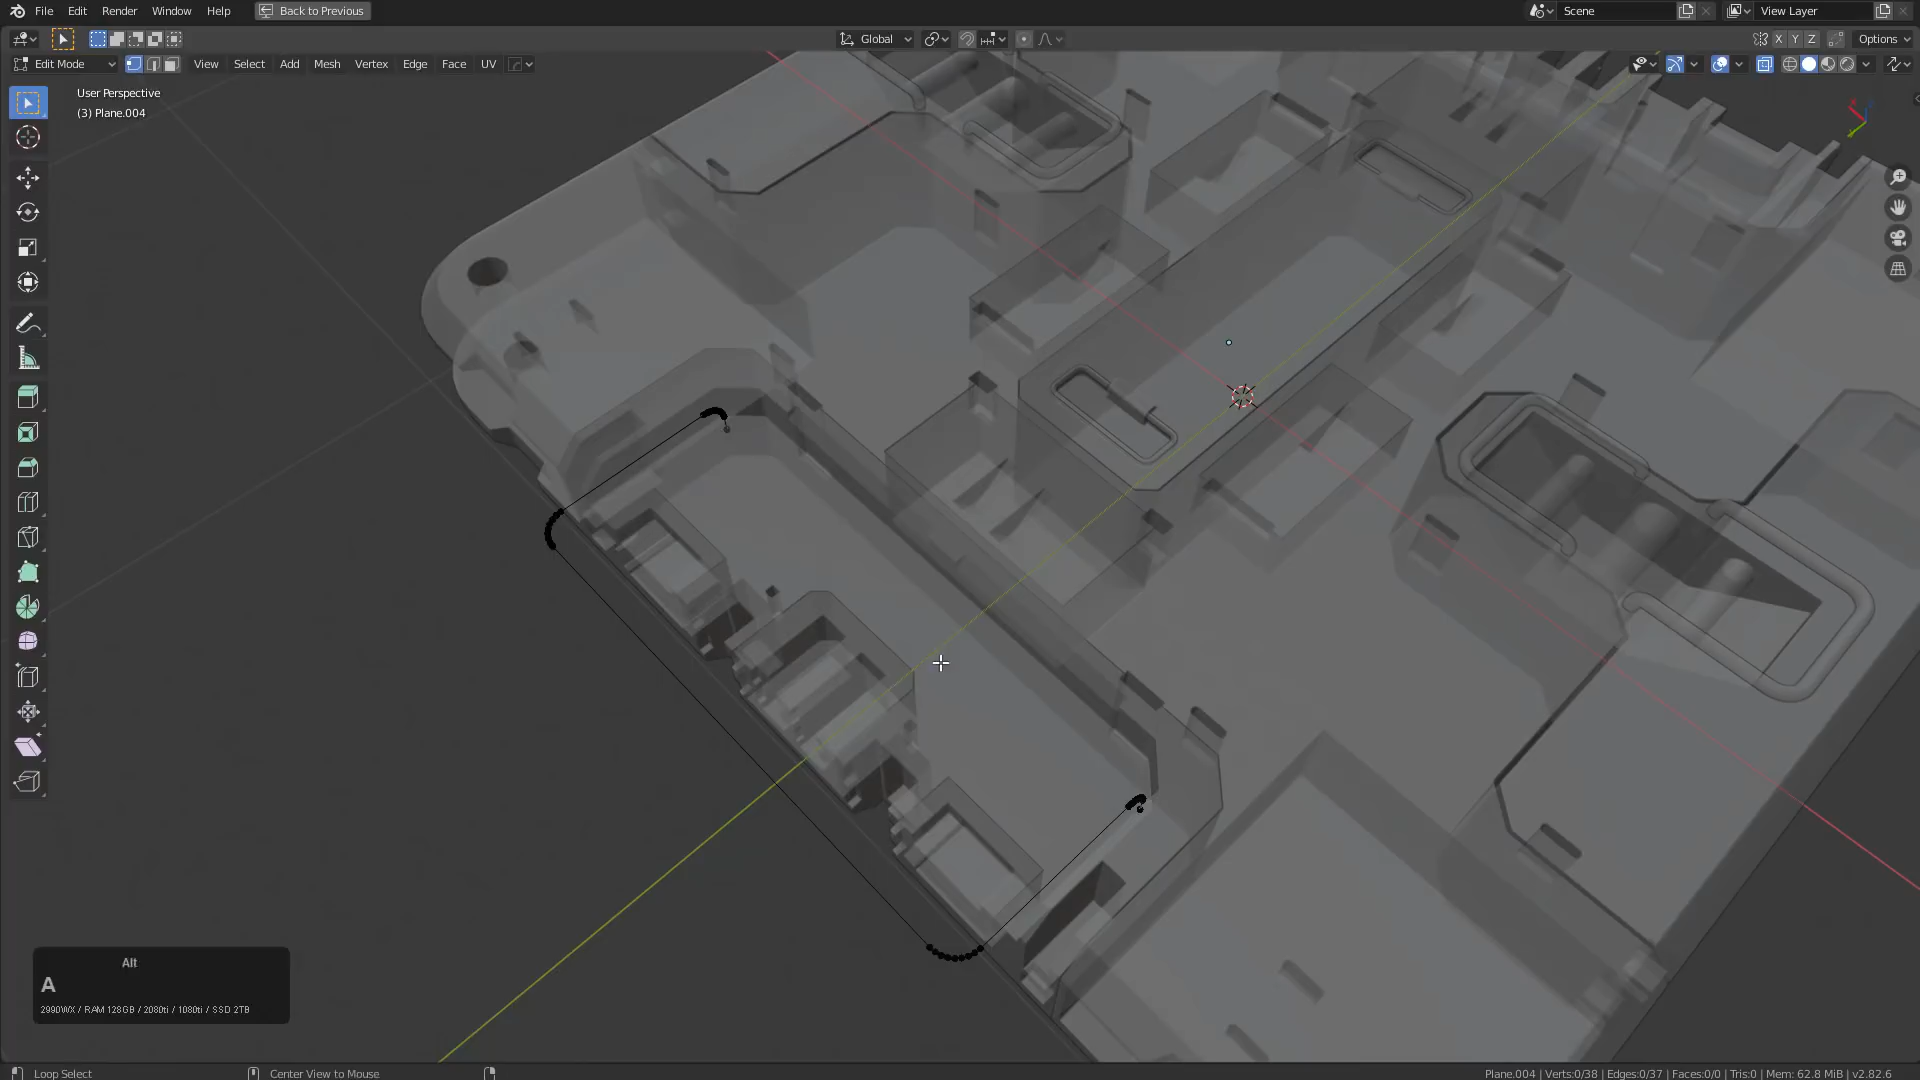 File Edit Render Window Help Back to Previous Scene View Layer
Global X Y Z Options
Edit Mode View Select Add Mesh Vertex Edge Face UV
User Perspective
(3) Plane.004
Alt
A
2990WX / RAM 128GB / 2080ti / 1080ti / SSD 2TB
Loop Select Center View to Mouse Plane.004 | Verts:0/38 | Edges:0/37 | Faces:0/0 | Tris:0 | Mem: 62.8 MiB | v2.82.6